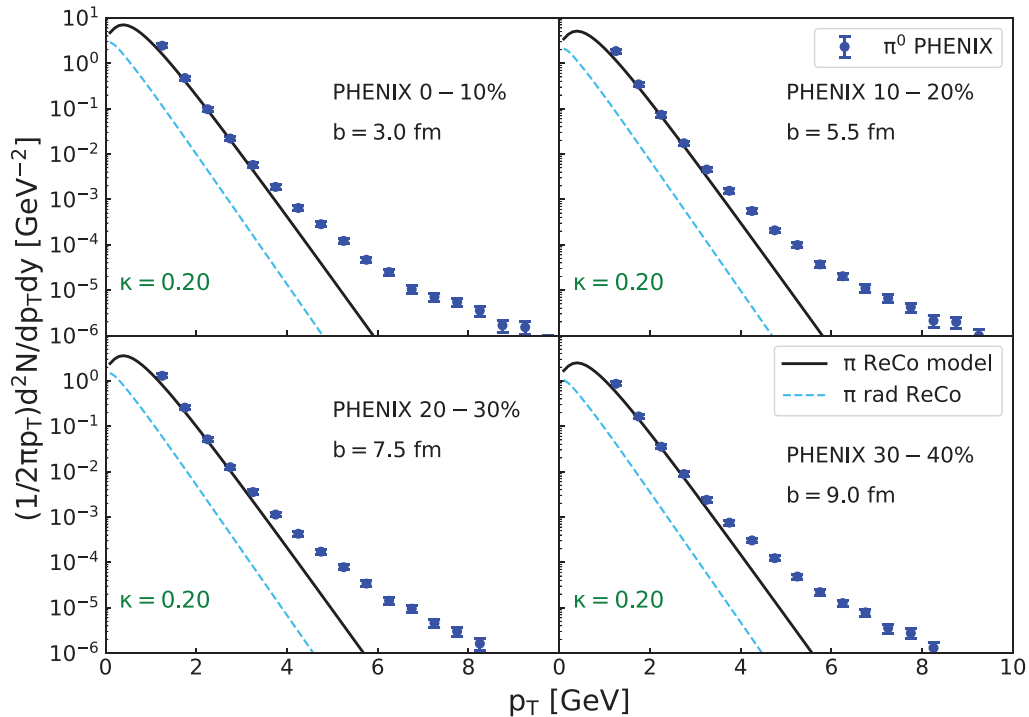 (1/2πp_T)d²N/dp_Tdy [GeV⁻²]
10¹
10⁰
10⁻¹
10⁻²
10⁻³
10⁻⁴
10⁻⁵
10⁻⁶
PHENIX 0 − 10%
b = 3.0 fm
κ = 0.20
π⁰ PHENIX
PHENIX 10 − 20%
b = 5.5 fm
κ = 0.20
10⁰
10⁻¹
10⁻²
10⁻³
10⁻⁴
10⁻⁵
10⁻⁶
PHENIX 20 − 30%
b = 7.5 fm
κ = 0.20
0 2 4 6 8
π ReCo model
π rad ReCo
PHENIX 30 − 40%
b = 9.0 fm
κ = 0.20
0 2 4 6 8 10
p_T [GeV]